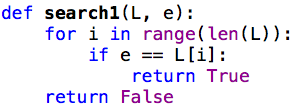 def search1(L, e):
    for i in range(len(L)):
        if e == L[i]:
            return True
    return False